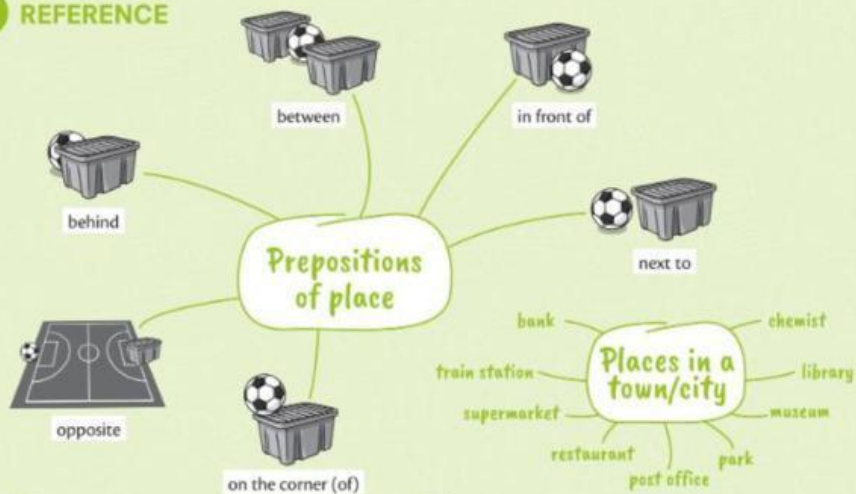 REFERENCE
between
in front of
behind
next to
Prepositions
of place
opposite
on the corner (of)
bank
chemist
train station
Places in a
town/city
library
supermarket
museum
restaurant
post office
park